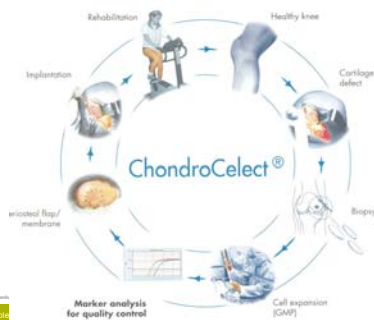 Rehabilitation
Healthy knee
Implantation
Cartilage
defect
ChondroCelect®
eriosteal flap/
membrane
Biopsy
Marker analysis
for quality control
Cell expansion
(GMP)